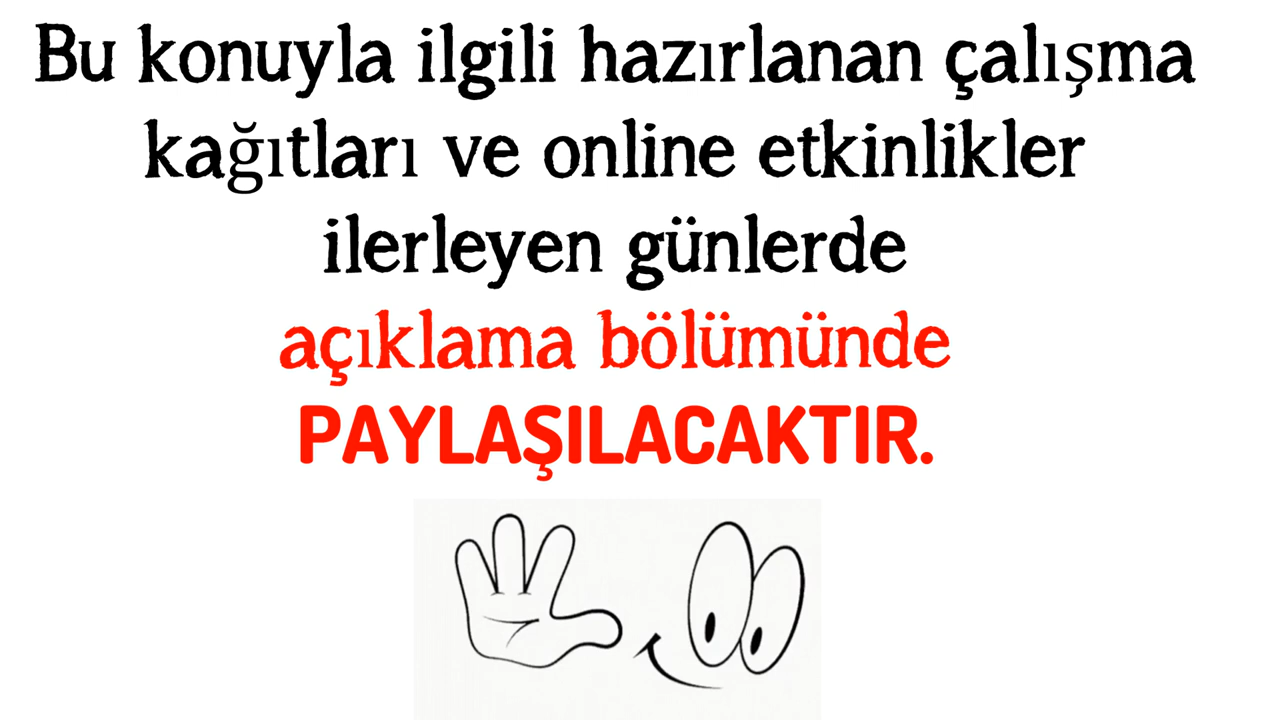 Bu konuyla ilgili hazırlanan çalışma
kağıtları ve online etkinlikler
ilerleyen günlerde
açıklama bölümünde
PAYLAŞILACAKTIR.